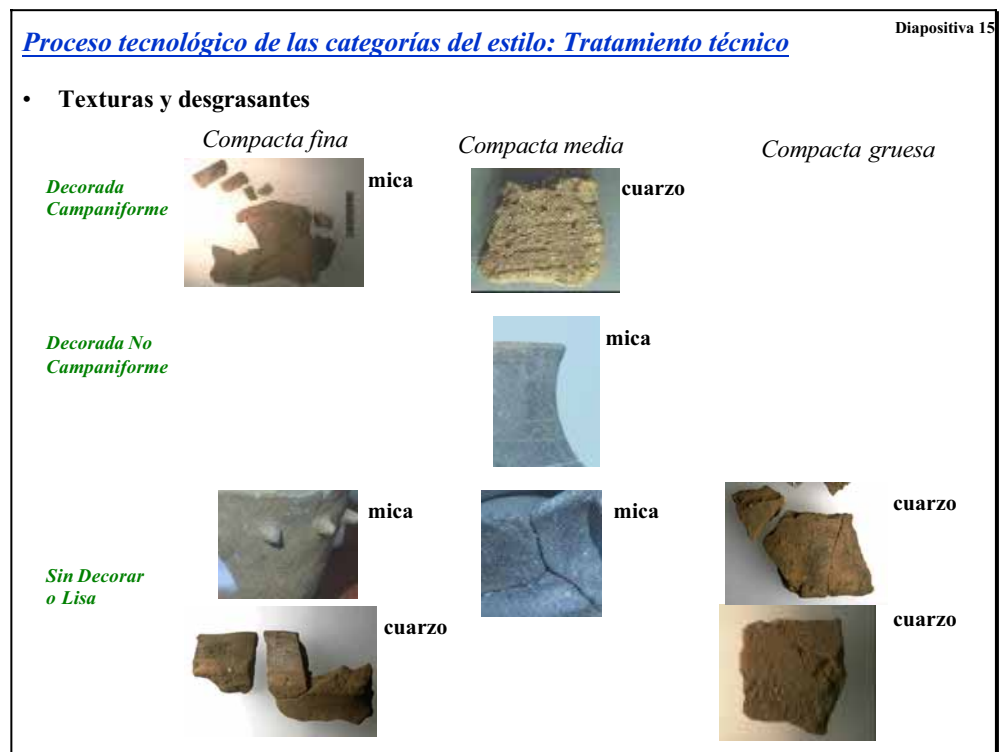 Diapositiva 15
Proceso tecnológico de las categorías del estilo: Tratamiento técnico
• Texturas y desgrasantes
Compacta fina
Compacta media
Compacta gruesa
Decorada
Campaniforme
mica
cuarzo
Decorada No
Campaniforme
mica
Sin Decorar
o Lisa
mica
mica
cuarzo
cuarzo
cuarzo